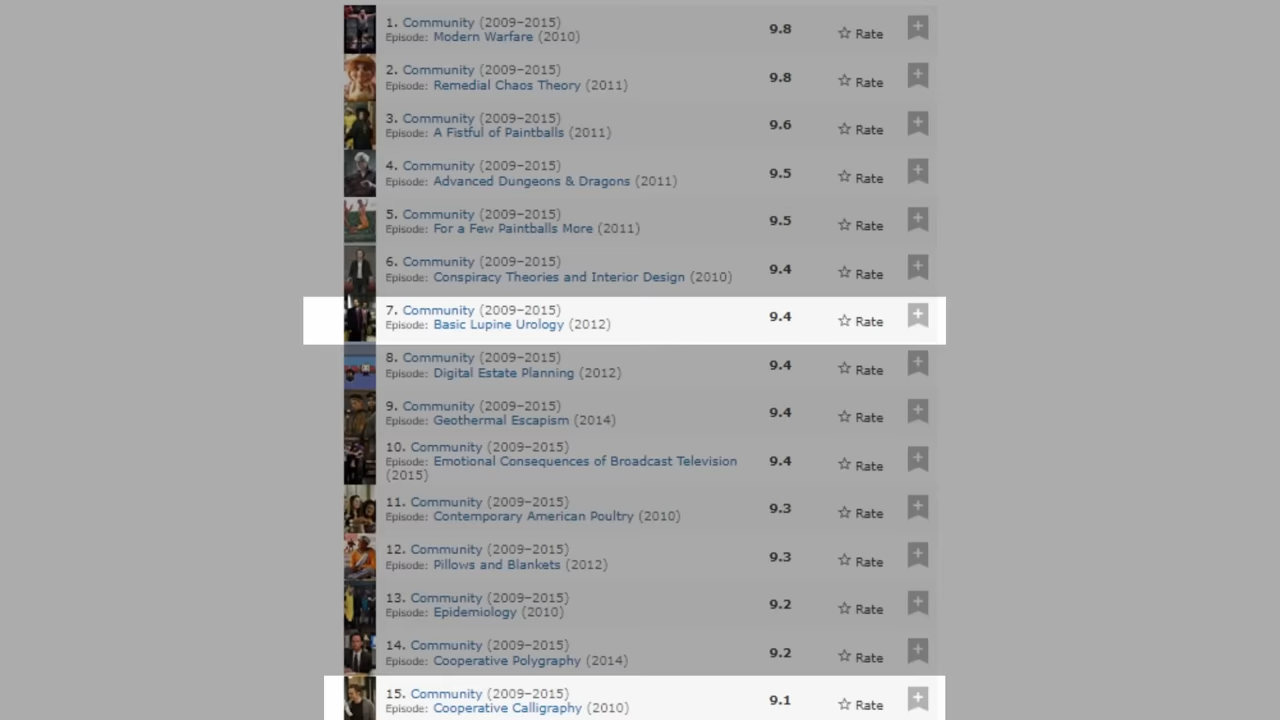 1. Community (2009–2015)
Episode: Modern Warfare (2010)
9.8
Rate
2. Community (2009–2015)
Episode: Remedial Chaos Theory (2011)
9.8
Rate
3. Community (2009–2015)
Episode: A Fistful of Paintballs (2011)
9.6
Rate
4. Community (2009–2015)
Episode: Advanced Dungeons & Dragons (2011)
9.5
Rate
5. Community (2009–2015)
Episode: For a Few Paintballs More (2011)
9.5
Rate
6. Community (2009–2015)
Episode: Conspiracy Theories and Interior Design (2010)
9.4
Rate
7. Community (2009–2015)
Episode: Basic Lupine Urology (2012)
9.4
Rate
8. Community (2009–2015)
Episode: Digital Estate Planning (2012)
9.4
Rate
9. Community (2009–2015)
Episode: Geothermal Escapism (2014)
9.4
Rate
10. Community (2009–2015)
Episode: Emotional Consequences of Broadcast Television
(2015)
9.4
Rate
11. Community (2009–2015)
Episode: Contemporary American Poultry (2010)
9.3
Rate
12. Community (2009–2015)
Episode: Pillows and Blankets (2012)
9.3
Rate
13. Community (2009–2015)
Episode: Epidemiology (2010)
9.2
Rate
14. Community (2009–2015)
Episode: Cooperative Polygraphy (2014)
9.2
Rate
15. Community (2009–2015)
Episode: Cooperative Calligraphy (2010)
9.1
Rate